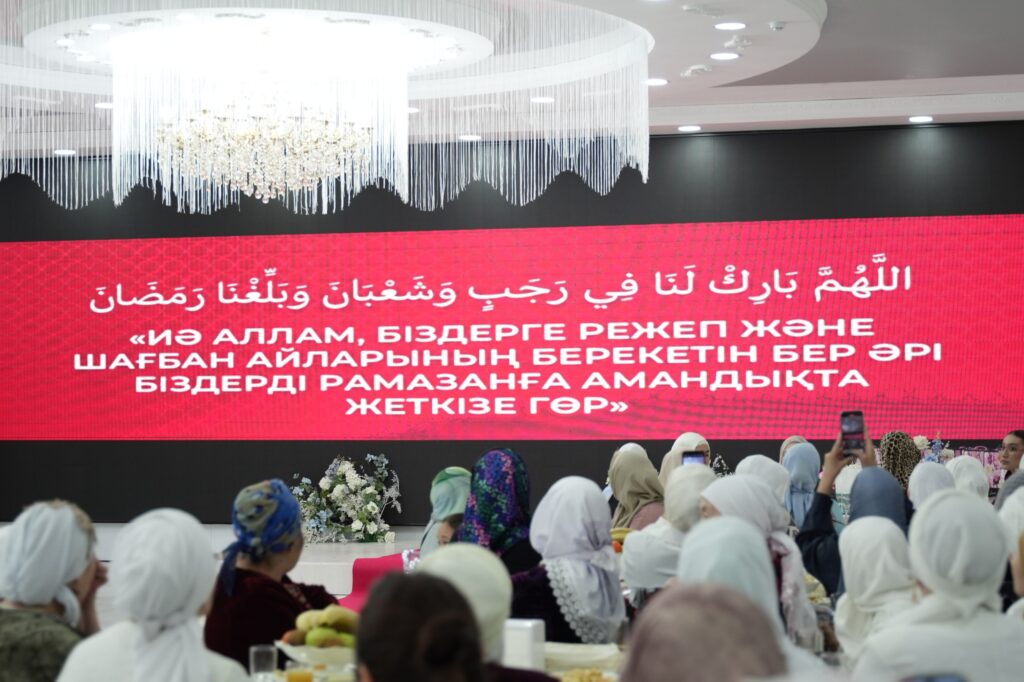 اللَّهُمَّ بَارِكْ لَنَا فِي رَجَبٍ وَشَعْبَانَ وَبَلِّغْنَا رَمَضَانَ
«ИӘ АЛЛАМ, БІЗДЕРГЕ РЕЖЕП ЖӘНЕ
ШАҒБАН АЙЛАРЫНЫҢ БЕРЕКЕТІН БЕР ӘРІ
БІЗДЕРДІ РАМАЗАНҒА АМАНДЫҚТА
ЖЕТКІЗЕ ГӨР»